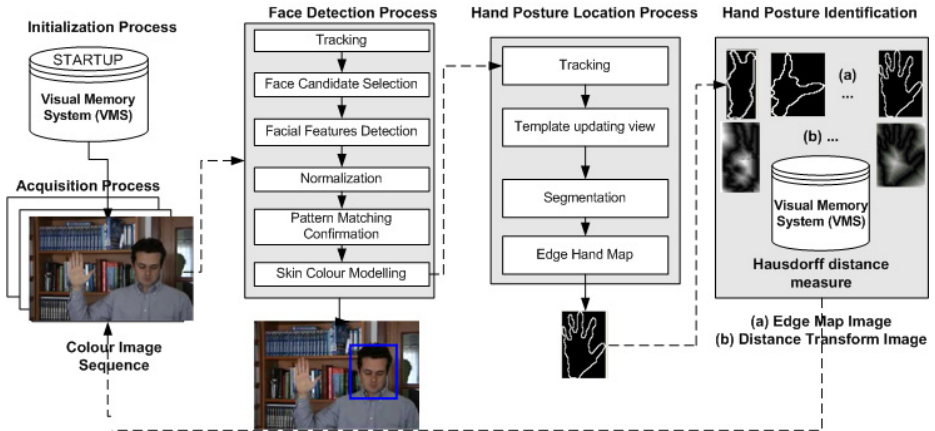 Initialization Process
STARTUP
Visual Memory
System (VMS)
Acquisition Process
Colour Image
Sequence
Face Detection Process
Tracking
Face Candidate Selection
Facial Features Detection
Normalization
Pattern Matching
Confirmation
Skin Colour Modelling
Hand Posture Location Process
Tracking
Template updating view
Segmentation
Edge Hand Map
Hand Posture Identification
(a)
...
(b) ...
Visual Memory
System (VMS)
Hausdorff distance
measure
(a) Edge Map Image
(b) Distance Transform Image